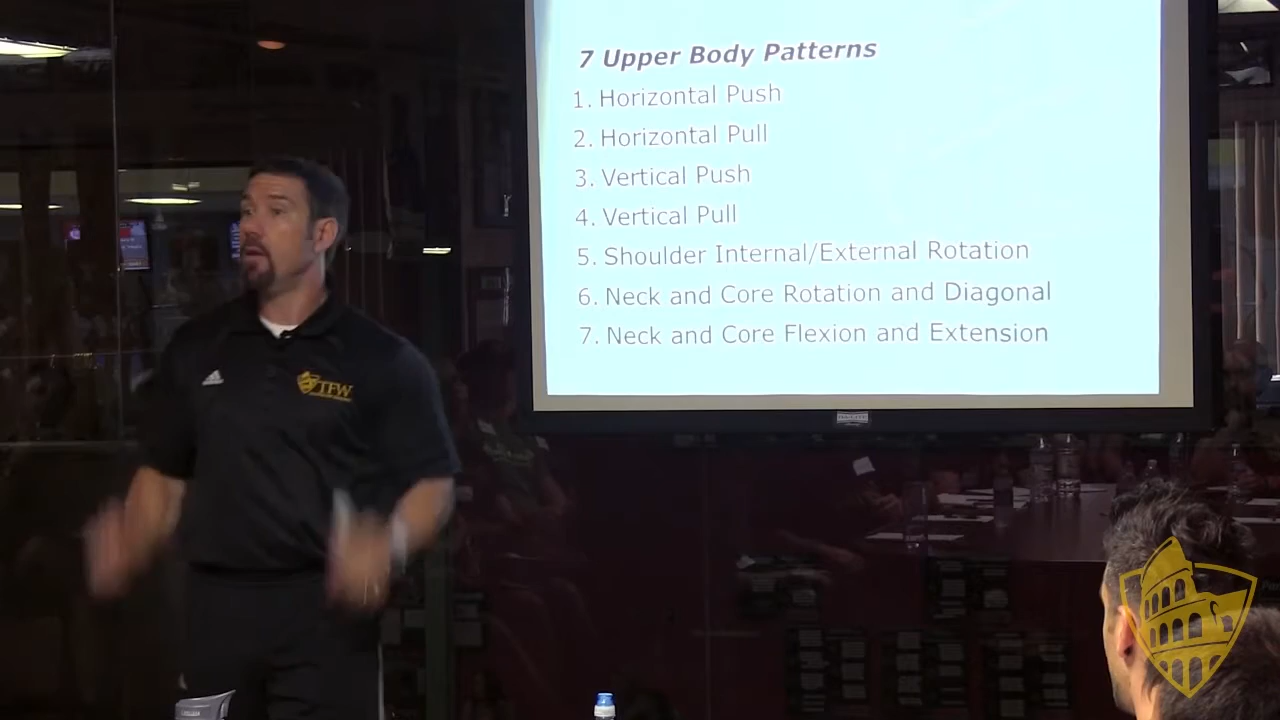 7 Upper Body Patterns
1. Horizontal Push
2. Horizontal Pull
3. Vertical Push
4. Vertical Pull
5. Shoulder Internal/External Rotation
6. Neck and Core Rotation and Diagonal
7. Neck and Core Flexion and Extension
TFW